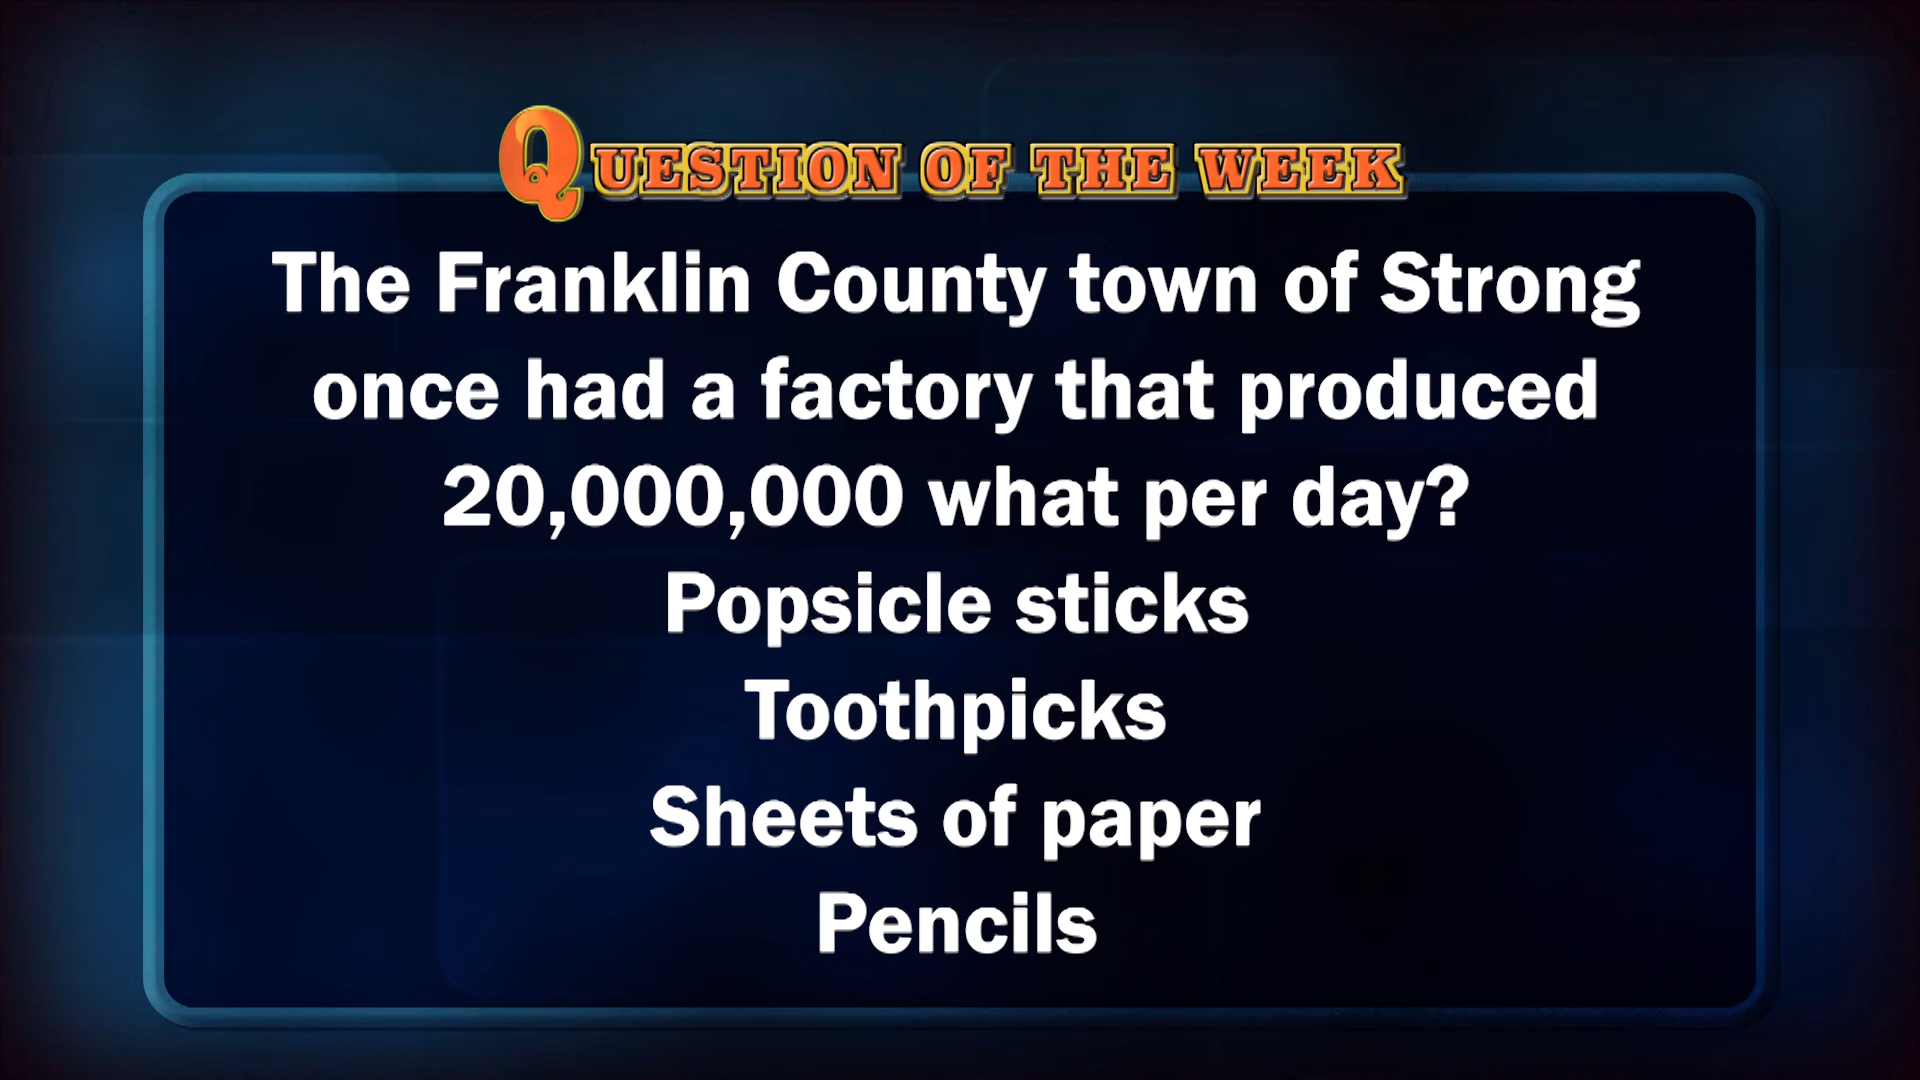 QUESTION OF THE WEEK
The Franklin County town of Strong
once had a factory that produced
20,000,000 what per day?
Popsicle sticks
Toothpicks
Sheets of paper
Pencils